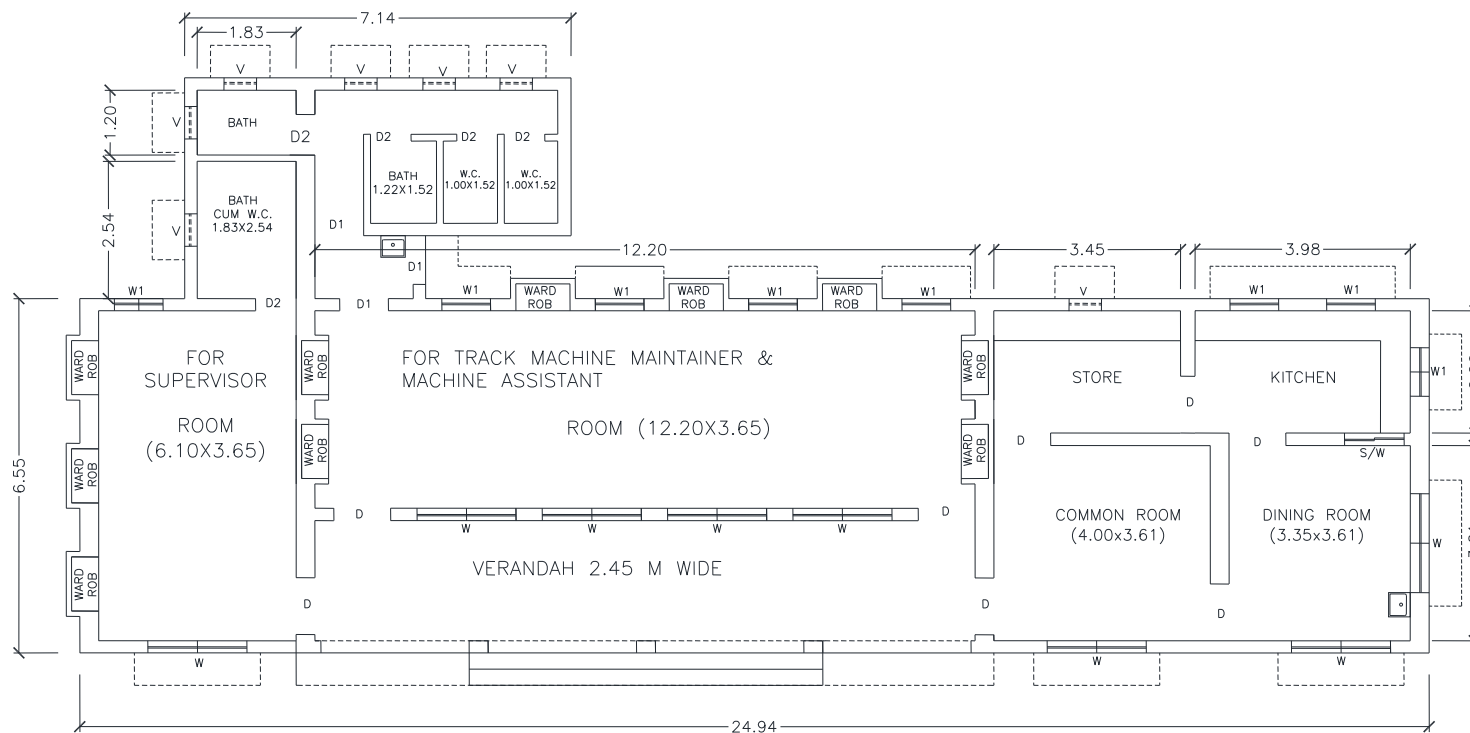 7.14
1.83
V
V
V
V
V
1.20
BATH
D2
D2
D2
D2
BATH
1.22X1.52
W.C.
1.00X1.52
W.C.
1.00X1.52
BATH
CUM W.C.
1.83X2.54
2.54
V
D1
12.20
3.45
3.98
D1
W1
D2
D1
W1
WARD
ROB
W1
WARD
ROB
W1
WARD
ROB
W1
V
W1
W1
WARD
ROB
FOR
SUPERVISOR
WARD
ROB
FOR TRACK MACHINE MAINTAINER &
MACHINE ASSISTANT
WARD
ROB
STORE
KITCHEN
W1
D
ROOM
(6.10X3.65)
WARD
ROB
ROOM (12.20X3.65)
WARD
ROB
D
D
S/W
6.55
WARD
ROB
D
W
W
W
W
D
COMMON ROOM
(4.00x3.61)
DINING ROOM
(3.35x3.61)
W
WARD
ROB
VERANDAH 2.45 M WIDE
D
D
D
W
W
W
24.94